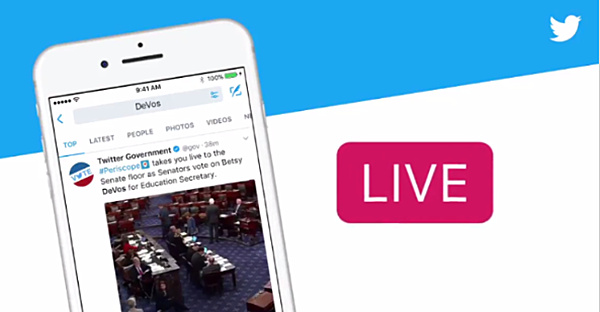 9:41 AM
100%
DeVos
TOP LATEST PEOPLE PHOTOS VIDEOS
VOTE
Twitter Government @gov · 38m
#Periscope takes you live to the
Senate floor as Senators vote on Betsy
DeVos for Education Secretary.
LIVE